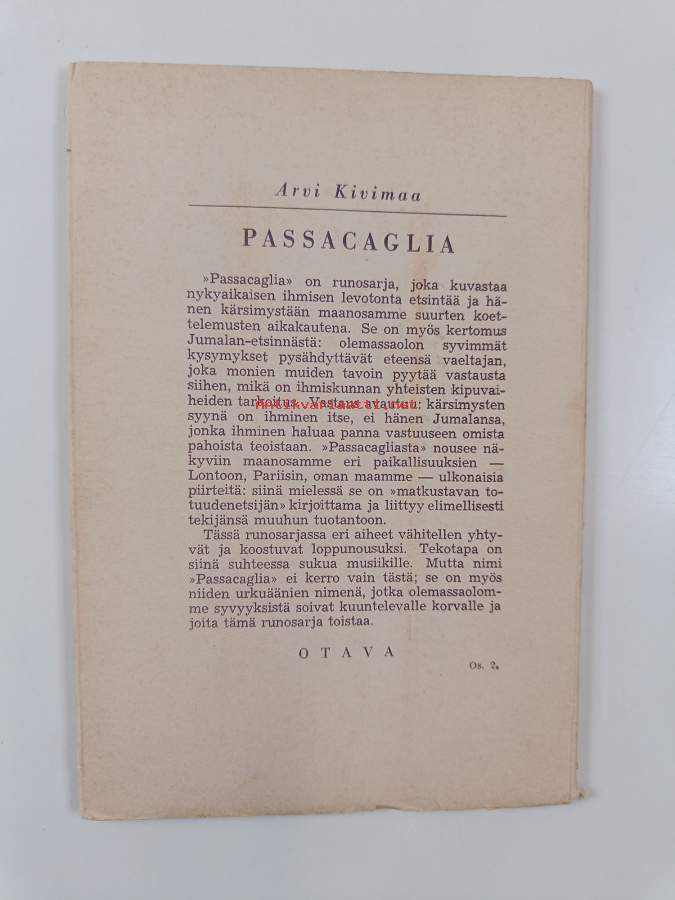 Arvi Kivimaa
PASSACAGLIA
»Passacaglia» on runosarja, joka kuvastaa
nykyaikaisen ihmisen levotonta etsintää ja hä-
nen kärsimystään maanosamme suurten koet-
telemusten aikakautena. Se on myös kertomus
Jumalan-etsinnästä: olemassaolon syvimmät
kysymykset pysähdyttävät eteensä vaeltajan,
joka monien muiden tavoin pyytää vastausta
siihen, mikä on ihmiskunnan yhteisten kipuvai-
heiden tarkoitus. Vastaus avautuu: kärsimysten
Antikvariaatti.net
syynä on ihminen itse, ei hänen Jumalansa,
jonka ihminen haluaa panna vastuuseen omista
pahoista teoistaan. »Passacagliasta» nousee nä-
kyviin maanosamme eri paikallisuuksien —
Lontoon, Pariisin, oman maamme — ulkonaisia
piirteitä: siinä mielessä se on »matkustavan to-
tuudenetsijän» kirjoittama ja liittyy elimellisesti
tekijänsä muuhun tuotantoon.
Tässä runosarjassa eri aiheet vähitellen yhty-
vät ja koostuvat loppunousuksi. Tekotapa on
siinä suhteessa sukua musiikille. Mutta nimi
»Passacaglia» ei kerro vain tästä; se on myös
niiden urkuäänien nimenä, jotka olemassaolom-
me syvyyksistä soivat kuuntelevalle korvalle ja
joita tämä runosarja toistaa.
OTAVA
Os. 2.